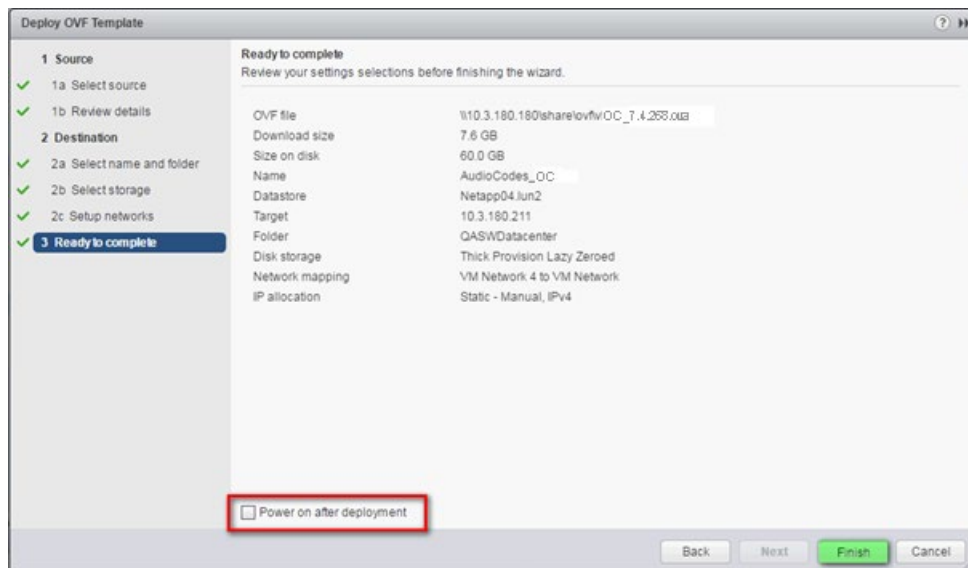 Deploy OVF Template
?
1 Source
1a Select source
1b Review details
2 Destination
2a Select name and folder
2b Select storage
2c Setup networks
3 Ready to complete
Ready to complete
Review your settings selections before finishing the wizard.
OVF file \\10.3.180.180\share\ovf\v\OC_7.4.268.ova
Download size 7.6 GB
Size on disk 60.0 GB
Name AudioCodes_OC
Datastore Netapp04.lun2
Target 10.3.180.211
Folder QASWDatacenter
Disk storage Thick Provision Lazy Zeroed
Network mapping VM Network 4 to VM Network
IP allocation Static - Manual, IPv4
Power on after deployment
Back Next Finish Cancel